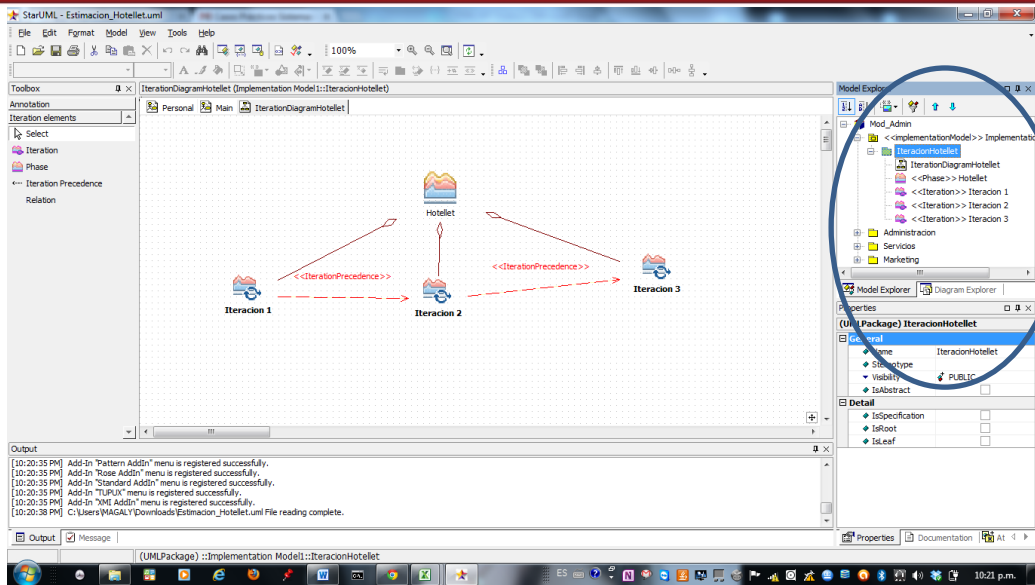 StarUML - Estimacion_Hotellet.uml
File Edit Format Model View Tools Help
100%
Toolbox
Annotation
Iteration elements
Select
Iteration
Phase
Iteration Precedence
Relation
IterationDiagramHotellet (Implementation Model1::IteracionHotellet)
Personal Main IterationDiagramHotellet
Hotellet
<<IterationPrecedence>>
<<IterationPrecedence>>
Iteracion 1
Iteracion 2
Iteracion 3
Model Explorer
Mod_Admin
<<implementationModel>> Implementatio
IteracionHotellet
IterationDiagramHotellet
<<Phase>> Hotellet
<<Iteration>> Iteracion 1
<<Iteration>> Iteracion 2
<<Iteration>> Iteracion 3
Administracion
Servicios
Marketing
Model Explorer Diagram Explorer
Properties
(UMLPackage) IteracionHotellet
General
Name IteracionHotellet
Stereotype
Visibility PUBLIC
IsAbstract
Detail
IsSpecification
IsRoot
IsLeaf
Output
[10:20:35 PM] Add-In "Pattern AddIn" menu is registered successfully.
[10:20:35 PM] Add-In "Rose AddIn" menu is registered successfully.
[10:20:35 PM] Add-In "Standard AddIn" menu is registered successfully.
[10:20:35 PM] Add-In "TUPUX" menu is registered successfully.
[10:20:35 PM] Add-In "XMI AddIn" menu is registered successfully.
[10:20:38 PM] C:\Users\MAGALY\Downloads\Estimacion_Hotellet.uml File reading complete.
Output Message
Properties Documentation At
(UMLPackage) ::Implementation Model1::IteracionHotellet
ES
10:21 p.m.